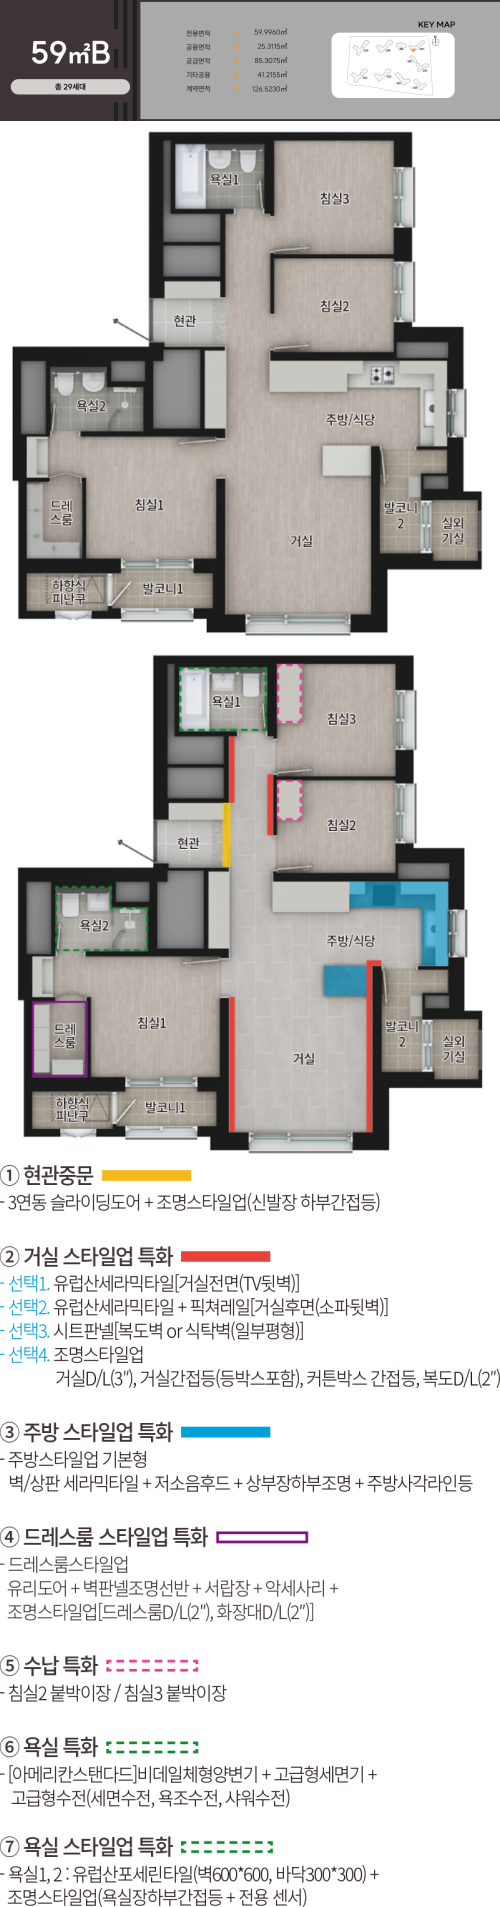 59㎡B
총 29세대
전용면적 59.9960㎡
공용면적 25.3115㎡
공급면적 85.3075㎡
기타공용 41.2155㎡
계약면적 126.5230㎡
KEY MAP
욕실1
침실3
침실2
현관
욕실2
주방/식당
드레
스룸
침실1
거실
발코니
2
실외
기실
하향식
피난구
발코니1
욕실1
침실3
침실2
현관
욕실2
주방/식당
드레
스룸
침실1
거실
발코니
2
실외
기실
하향식
피난구
발코니1
① 현관중문
- 3연동 슬라이딩도어 + 조명스타일업(신발장 하부간접등)
② 거실 스타일업 특화
- 선택1. 유럽산세라믹타일[거실전면(TV뒷벽)]
- 선택2. 유럽산세라믹타일 + 픽쳐레일[거실후면(소파뒷벽)]
- 선택3. 시트판넬[복도벽 or 식탁벽(일부평형)]
- 선택4. 조명스타일업
거실D/L(3"), 거실간접등(등박스포함), 커튼박스 간접등, 복도D/L(2")
③ 주방 스타일업 특화
- 주방스타일업 기본형
벽/상판 세라믹타일 + 저소음후드 + 상부장하부조명 + 주방사각라인등
④ 드레스룸 스타일업 특화
- 드레스룸스타일업
유리도어 + 벽판넬조명선반 + 서랍장 + 악세사리 +
조명스타일업[드레스룸D/L(2"), 화장대D/L(2")]
⑤ 수납 특화
- 침실2 붙박이장 / 침실3 붙박이장
⑥ 욕실 특화
- [아메리칸스탠다드]비데일체형양변기 + 고급형세면기 +
고급형수전(세면수전, 욕조수전, 샤워수전)
⑦ 욕실 스타일업 특화
- 욕실1, 2 : 유럽산포세린타일(벽600*600, 바닥300*300) +
조명스타일업(욕실장하부간접등 + 전용 센서)